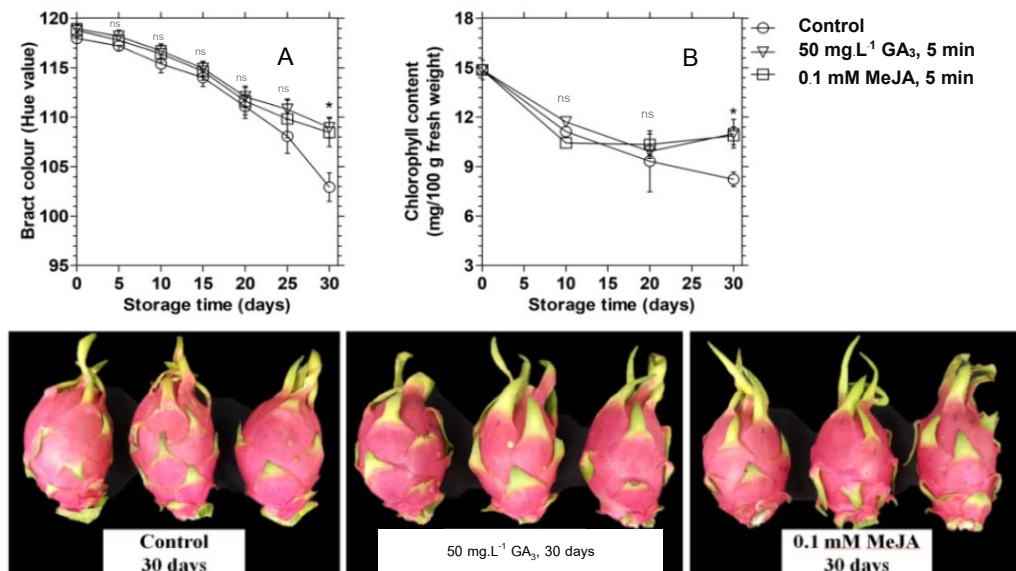 120
115
110
105
100
95
Bract colour (Hue value)
ns
ns
ns
ns
ns
*
A
0 5 10 15 20 25 30
Storage time (days)
18
15
12
9
6
3
Chlorophyll content
(mg/100 g fresh weight)
ns
ns
*
B
0 5 10 15 20 25 30
Storage time (days)
Control
50 mg.L⁻¹ GA₃, 5 min
0.1 mM MeJA, 5 min
Control
30 days
50 mg.L⁻¹ GA₃, 30 days
0.1 mM MeJA
30 days